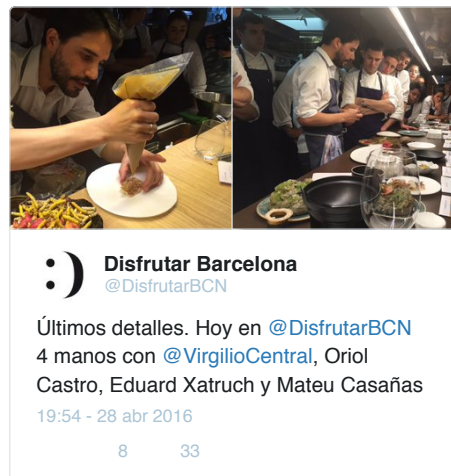 :)
Disfrutar Barcelona
@DisfrutarBCN
Últimos detalles. Hoy en @DisfrutarBCN
4 manos con @VirgilioCentral, Oriol
Castro, Eduard Xatruch y Mateu Casañas
19:54 - 28 abr 2016
8 33